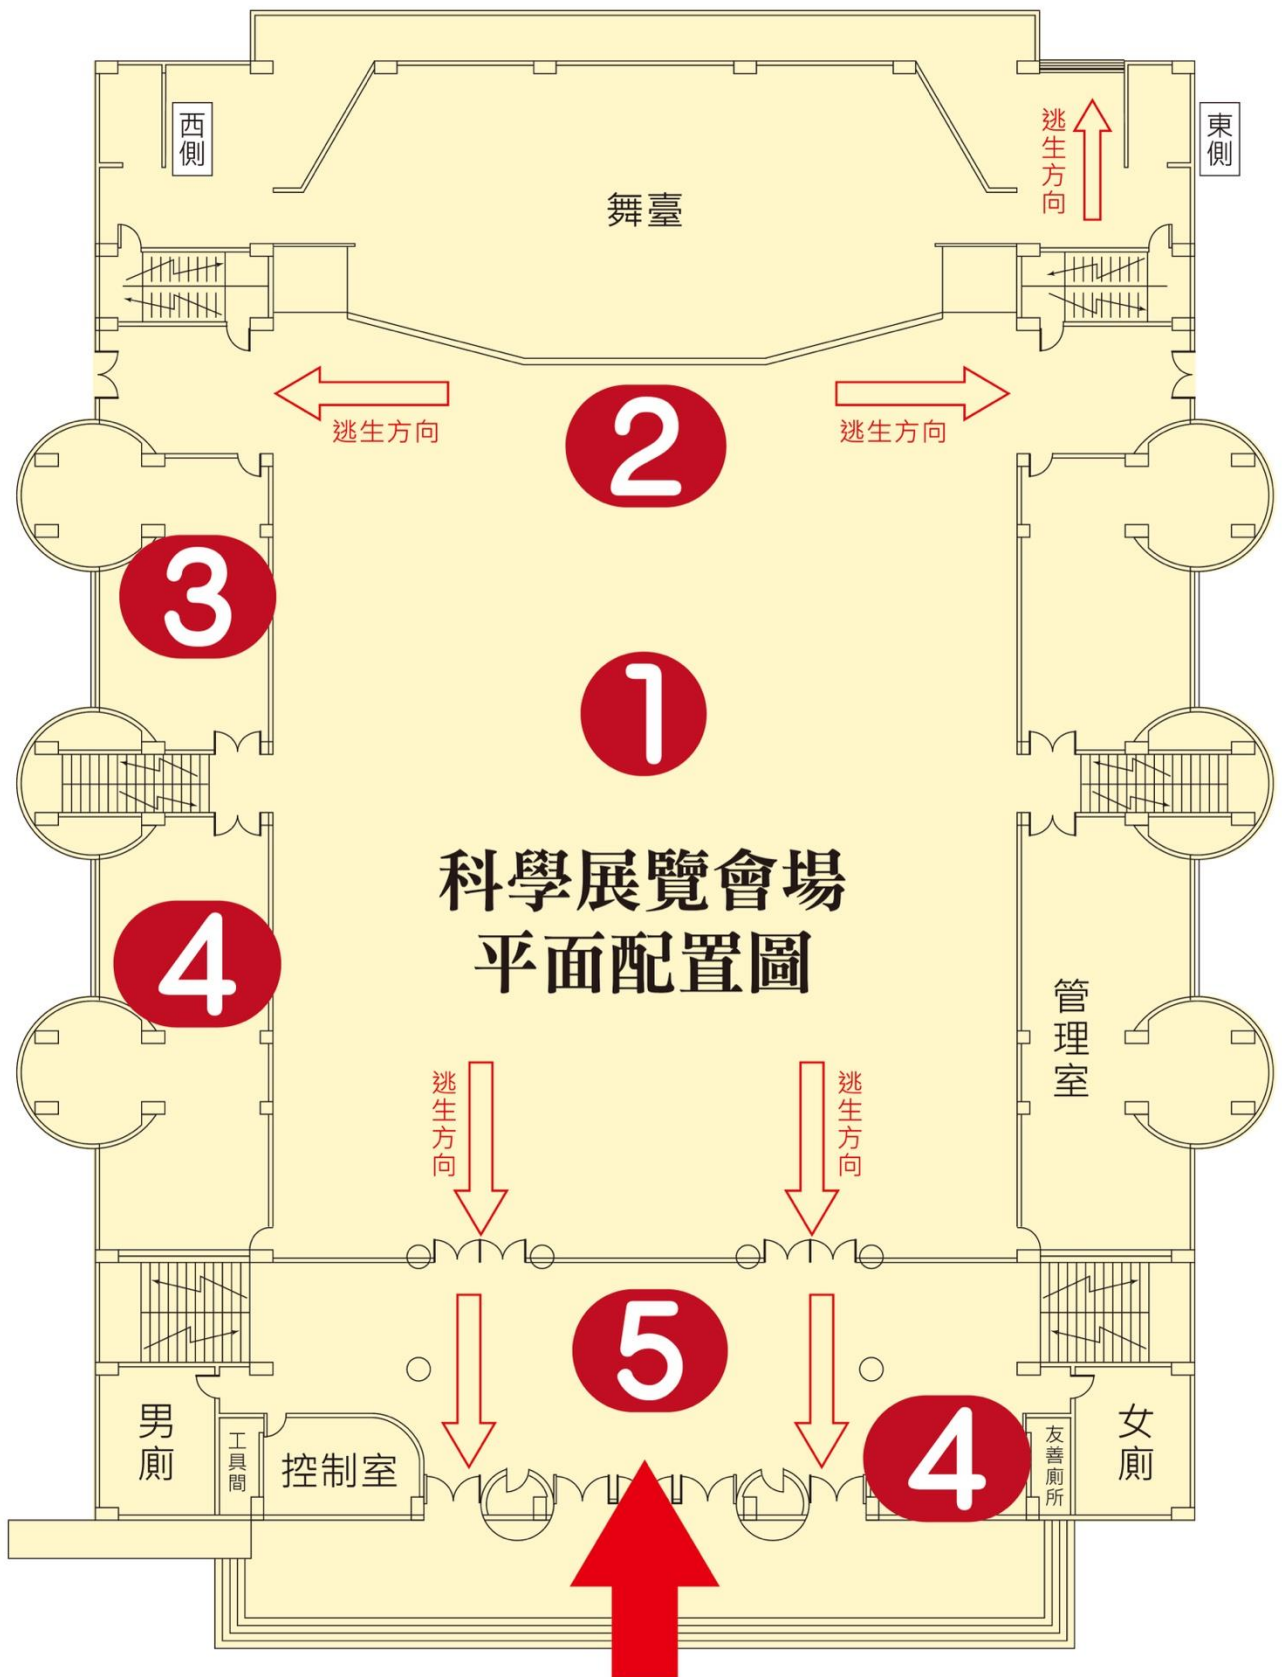 西側
東側
逃生方向
舞臺
逃生方向
2
逃生方向
3
1
科學展覽會場
平面配置圖
4
管理室
逃生方向
逃生方向
5
男廁
工具間
控制室
4
友善廁所
女廁